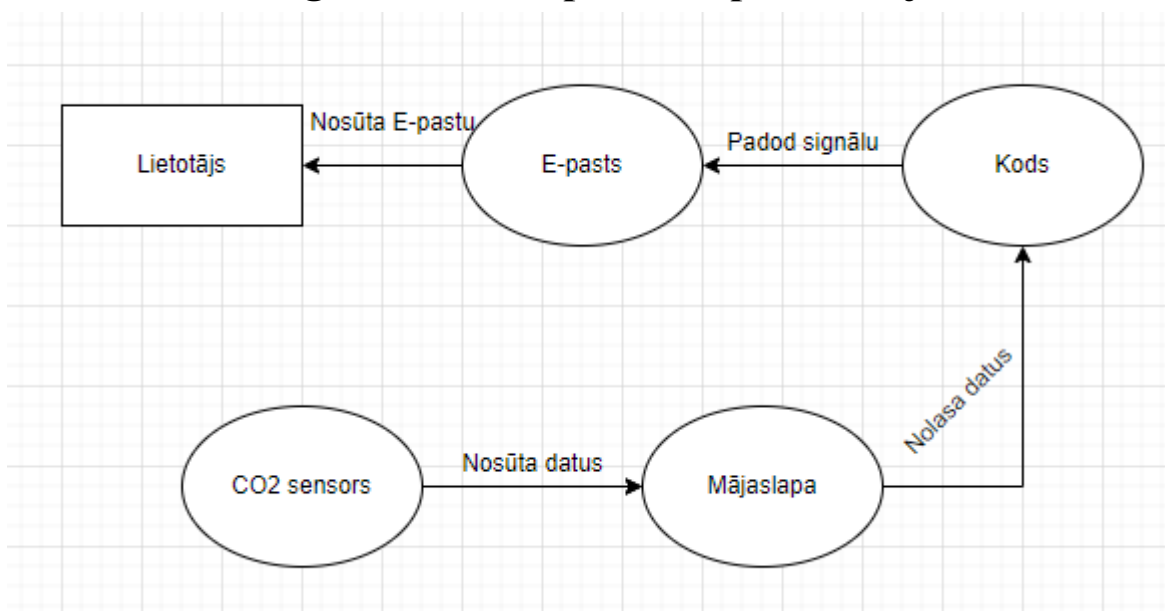 Nosūta E-pastu
Padod signālu
Lietotājs
E-pasts
Kods
Nolasa datus
Nosūta datus
CO2 sensors
Mājaslapa